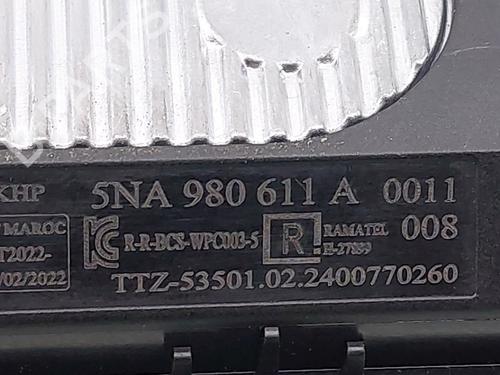 KHP 5NA 980 611 A 0011
MAROC
T2022-
/02/2022
R-R-BCS-WPC003-5
R
RAMATEL
008
TTZ-53501.02.2400770260